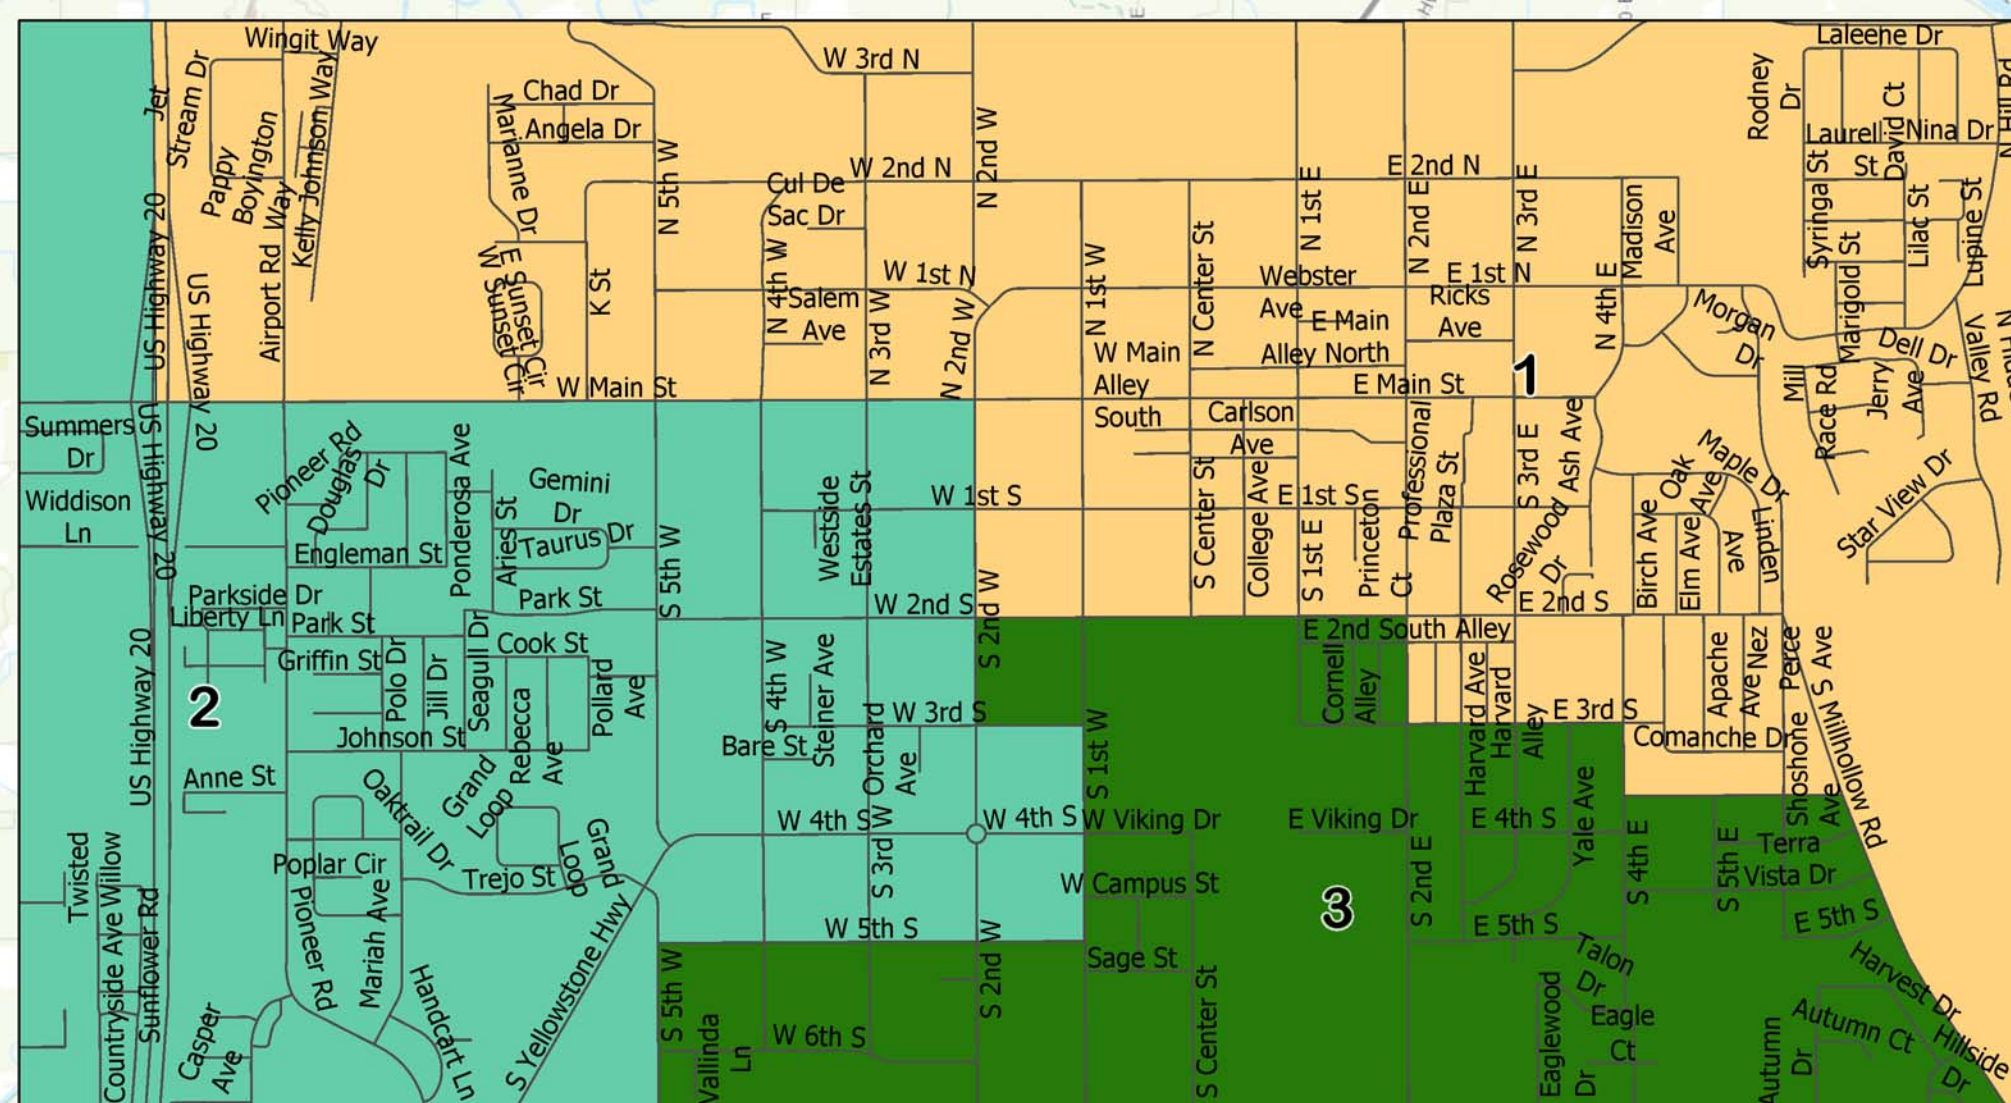 Wingit Way
W 3rd N
Laleehe Dr
Jet
Stream Dr
Kelly Johnson Way
Chad Dr
Marianne Dr
Angela Dr
N 2nd W
Rodney
Dr
David Ct
Laurel
St
Nina Dr
N Hill Rd
Pappy
Boyington
Airport Rd
Way
N 5th W
W 2nd N
E 2nd N
Cul De
Sac Dr
N 1st E
N 2nd E
N 3rd E
Madison
Ave
Syringa St
Lilac St
Lupine St
US Highway 20
US Highway 20
W Sunset Cir
E Sunset Cir
K St
N 4th W
W 1st N
Salem
Ave
N 3rd W
N 2nd W
N 1st W
N Center St
Webster
Ave
E 1st N
Ricks
Ave
E Main
Alley North
N 4th E
Morgan
Dr
Marigold St
Dell Dr
Valley Rd
W Main St
W Main
Alley
South
E Main St
1
Mill
Race Rd
Jerry
Ave
Summers
Dr
US Highway 20
Pioneer Rd
Douglas
Dr
Ponderosa Ave
Gemini
Dr
Carlson
Ave
Professional
Plaza St
S 3rd E
Ash Ave
Maple Dr
Oak
Ave
Star View Dr
Widdison
Ln
Aries St
Taurus Dr
Westside
Estates St
W 1st S
E 1st S
S Center St
College Ave
S 1st E
Princeton
Ct
Rosewood
Dr
Birch Ave
Elm Ave
Linden
Ave
Engleman St
S 5th W
Parkside Dr
Liberty Ln
Park St
Park St
W 2nd S
S 2nd W
E 2nd S
US Highway 20
2
Griffin St
Polo Dr
Jill Dr
Seagull Dr
Cook St
Rebecca
Ave
Pollard
Ave
S 4th W
Steiner Ave
E 2nd South Alley
Cornell
Alley
Harvard Ave
Harvard
Alley
Apache
Ave
Nez
Perce
S Millhollow Rd
Johnson St
Bare St
W 3rd S
Orchard
Ave
S 1st W
E 3rd S
Comanche Dr
Shoshone
Ave
Anne St
Oaktrail Dr
Grand
Loop
W 4th S
W 4th S
W Viking Dr
E Viking Dr
E 4th S
Yale Ave
S 4th E
S 5th E
Terra
Vista Dr
Twisted
Willow
Poplar Cir
Trejo St
Grand
Loop
S 3rd W
W Campus St
3
S 2nd E
Countryside Ave
Sunflower Rd
Pioneer Rd
Mariah Ave
Handcart Ln
S Yellowstone Hwy
W 5th S
S 5th W
S 2nd W
Sage St
S Center St
E 5th S
E 5th S
Talon
Dr
Harvest Dr
Casper
Ave
Vallinda
Ln
W 6th S
Eaglewood
Dr
Eagle
Ct
Autumn
Dr
Autumn Ct
Hillside
Dr